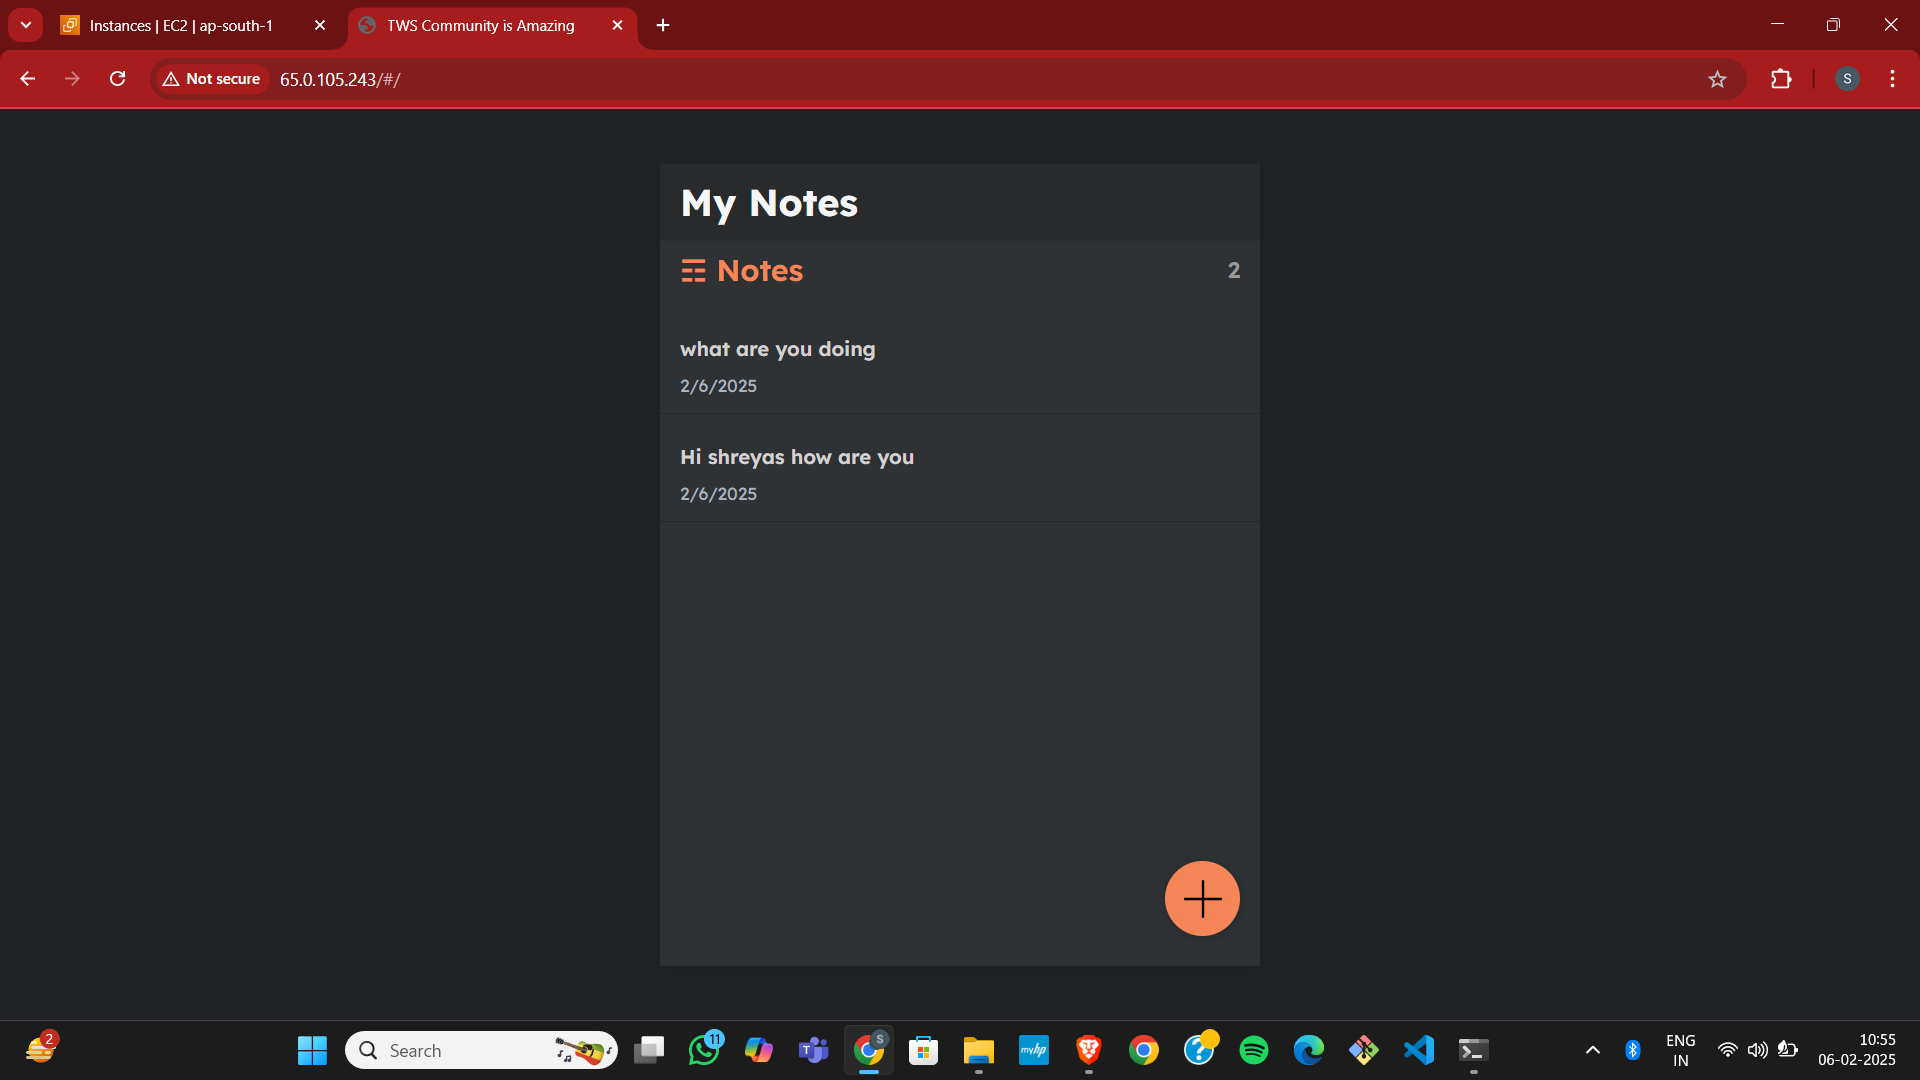 Instances | EC2 | ap-south-1
TWS Community is Amazing
Not secure
65.0.105.243/#/
S
My Notes
Notes
2
what are you doing
2/6/2025
Hi shreyas how are you
2/6/2025
2
Search
11
T
S
myhp
ENG
IN
10:55
06-02-2025